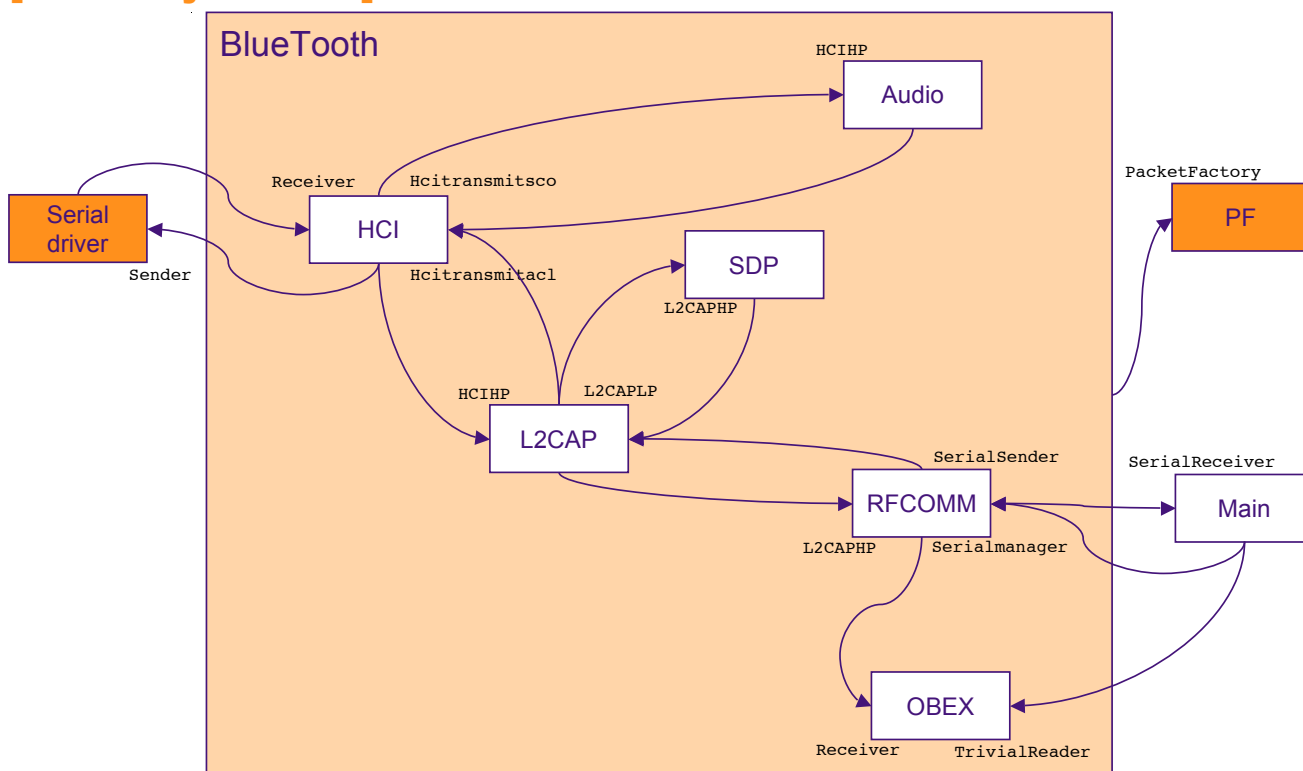 BlueTooth
HCIHP
Audio
PacketFactory
Receiver
Hcitransmitsco
Serial
driver
HCI
PF
SDP
Sender
Hcitransmitacl
L2CAPHP
HCIHP
L2CAPLP
L2CAP
SerialSender
SerialReceiver
RFCOMM
Main
L2CAPHP
Serialmanager
OBEX
Receiver
TrivialReader